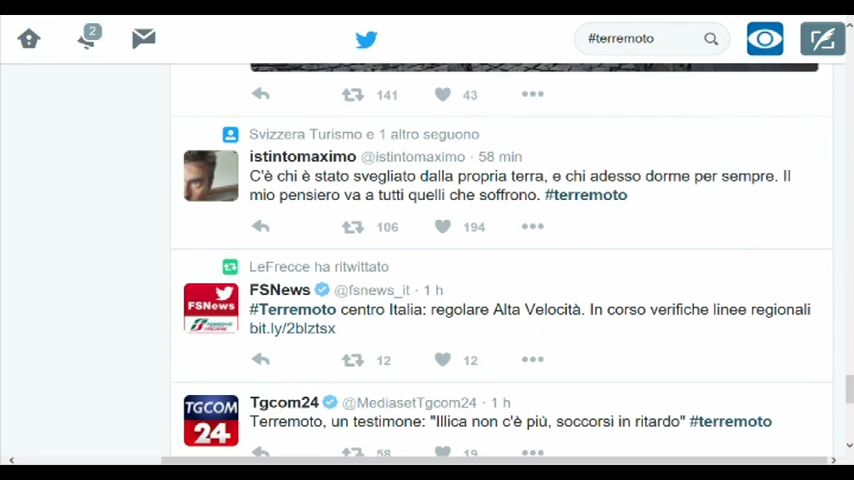 2
#terremoto
141
43
Svizzera Turismo e 1 altro seguono
istintomaximo @istintomaximo · 58 min
C'è chi è stato svegliato dalla propria terra, e chi adesso dorme per sempre. Il
mio pensiero va a tutti quelli che soffrono. #terremoto
106
194
LeFrecce ha ritwittato
FSNews @fsnews_it · 1 h
FSNews
#Terremoto centro Italia: regolare Alta Velocità. In corso verifiche linee regionali
bit.ly/2blztsx
12
12
Tgcom24 @MediasetTgcom24 · 1 h
TGCOM
24
Terremoto, un testimone: "Illica non c'è più, soccorsi in ritardo" #terremoto
58
19